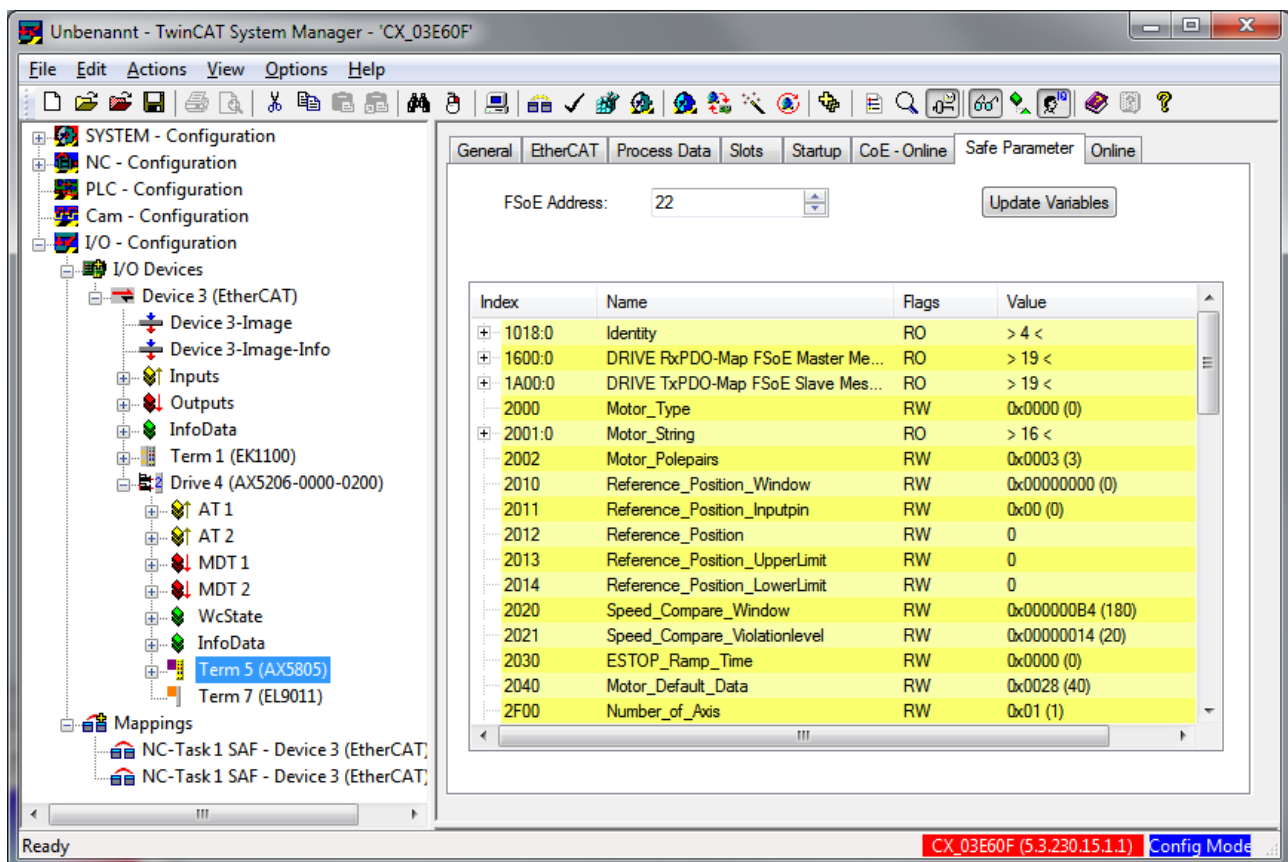 Unbenannt - TwinCAT System Manager - 'CX_03E60F'
File Edit Actions View Options Help
SYSTEM - Configuration
NC - Configuration
PLC - Configuration
Cam - Configuration
I/O - Configuration
I/O Devices
Device 3 (EtherCAT)
Device 3-Image
Device 3-Image-Info
Inputs
Outputs
InfoData
Term 1 (EK1100)
Drive 4 (AX5206-0000-0200)
AT 1
AT 2
MDT 1
MDT 2
WcState
InfoData
Term 5 (AX5805)
Term 7 (EL9011)
Mappings
NC-Task 1 SAF - Device 3 (EtherCAT)
NC-Task 1 SAF - Device 3 (EtherCAT)
General EtherCAT Process Data Slots Startup CoE - Online Safe Parameter Online
FSoE Address: 22 Update Variables
Index Name Flags Value
1018:0 Identity RO > 4 <
1600:0 DRIVE RxPDO-Map FSoE Master Me... RO > 19 <
1A00:0 DRIVE TxPDO-Map FSoE Slave Mes... RO > 19 <
2000 Motor_Type RW 0x0000 (0)
2001:0 Motor_String RO > 16 <
2002 Motor_Polepairs RW 0x0003 (3)
2010 Reference_Position_Window RW 0x00000000 (0)
2011 Reference_Position_Inputpin RW 0x00 (0)
2012 Reference_Position RW 0
2013 Reference_Position_UpperLimit RW 0
2014 Reference_Position_LowerLimit RW 0
2020 Speed_Compare_Window RW 0x000000B4 (180)
2021 Speed_Compare_Violationlevel RW 0x00000014 (20)
2030 ESTOP_Ramp_Time RW 0x0000 (0)
2040 Motor_Default_Data RW 0x0028 (40)
2F00 Number_of_Axis RW 0x01 (1)
Ready CX_03E60F (5.3.230.15.1.1) Config Mode